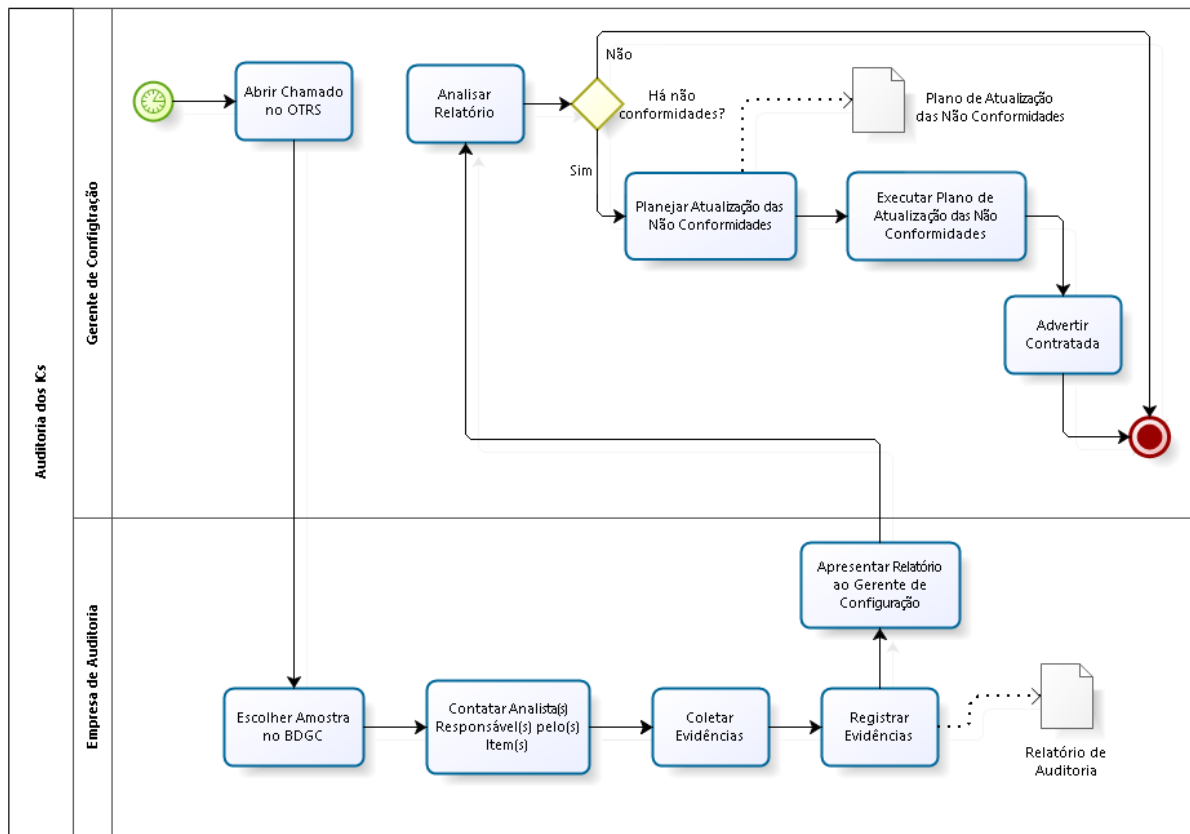 Auditoria dos ICs
Gerente de Configtração
Abrir Chamado
no OTRS
Analisar
Relatório
Não
Há não
conformidades?
Sim
Plano de Atualização
das Não Conformidades
Planejar Atualização das
Não Conformidades
Executar Plano de
Atualização das Não
Conformidades
Advertir
Contratada
Empresa de Auditoria
Apresentar Relatório
ao Gerente de
Configuração
Escolher Amostra
no BDGC
Contatar Analista(s)
Responsável(s) pelo(s)
Item(s)
Coletar
Evidências
Registrar
Evidências
Relatório de
Auditoria